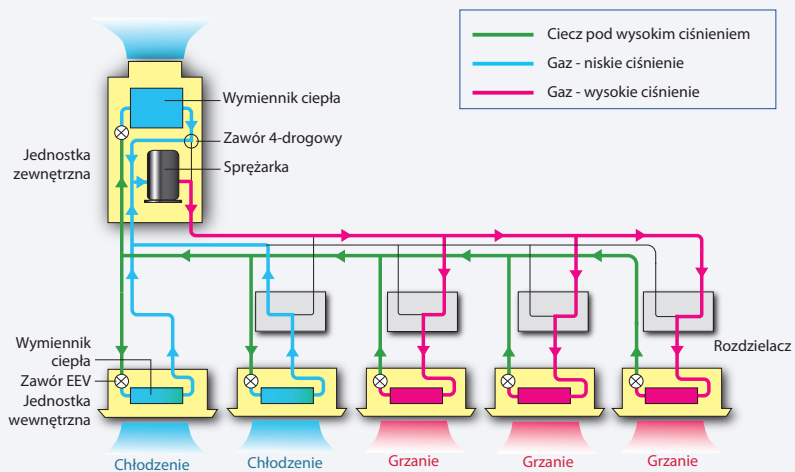 Ciecz pod wysokim ciśnieniem
Gaz - niskie ciśnienie
Gaz - wysokie ciśnienie
Wymiennik ciepła
Zawór 4-drogowy
Sprężarka
Jednostka
zewnętrzna
Rozdzielacz
Wymiennik
ciepła
Zawór EEV
Jednostka
wewnętrzna
Chłodzenie
Chłodzenie
Grzanie
Grzanie
Grzanie